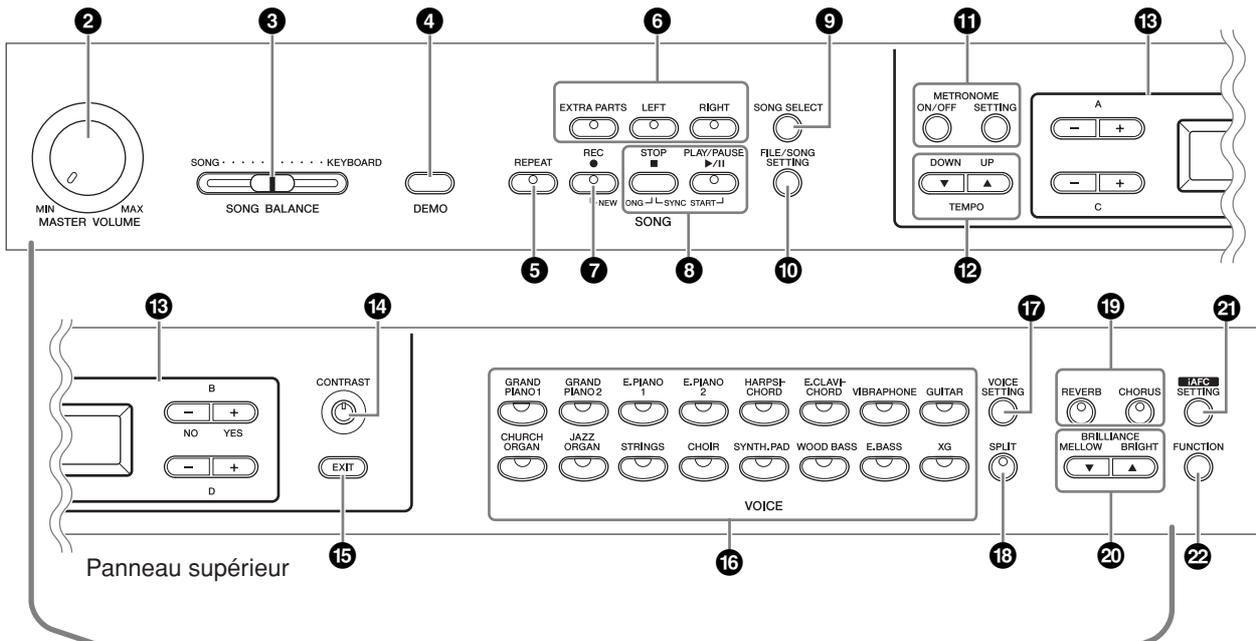 2 3 4 6 9 11 13
METRONOME
ON/OFF SETTING
A
− +
EXTRA PARTS LEFT RIGHT SONG SELECT
REPEAT REC STOP PLAY/PAUSE FILE/SONG
SETTING
● ■ ▶/II
SONG · · · · · · · · · KEYBOARD
SONG BALANCE
DEMO
MIN MAX
MASTER VOLUME
NEW ONG SYNC START
SONG
DOWN UP
▼ ▲
TEMPO
− +
C
5 7 8 10 12
13 14 17 19 21
B
− +
NO YES
− +
D
CONTRAST
EXIT
GRAND PIANO 1 GRAND PIANO 2 E.PIANO 1 E.PIANO 2 HARPSI-CHORD E.CLAVI-CHORD VIBRAPHONE GUITAR
CHURCH ORGAN JAZZ ORGAN STRINGS CHOIR SYNTH.PAD WOOD BASS E.BASS XG
VOICE
VOICE
SETTING
SPLIT
REVERB CHORUS
BRILLIANCE
MELLOW BRIGHT
▼ ▲
iAFC
SETTING
FUNCTION
15 16 18 20 22
Panneau supérieur